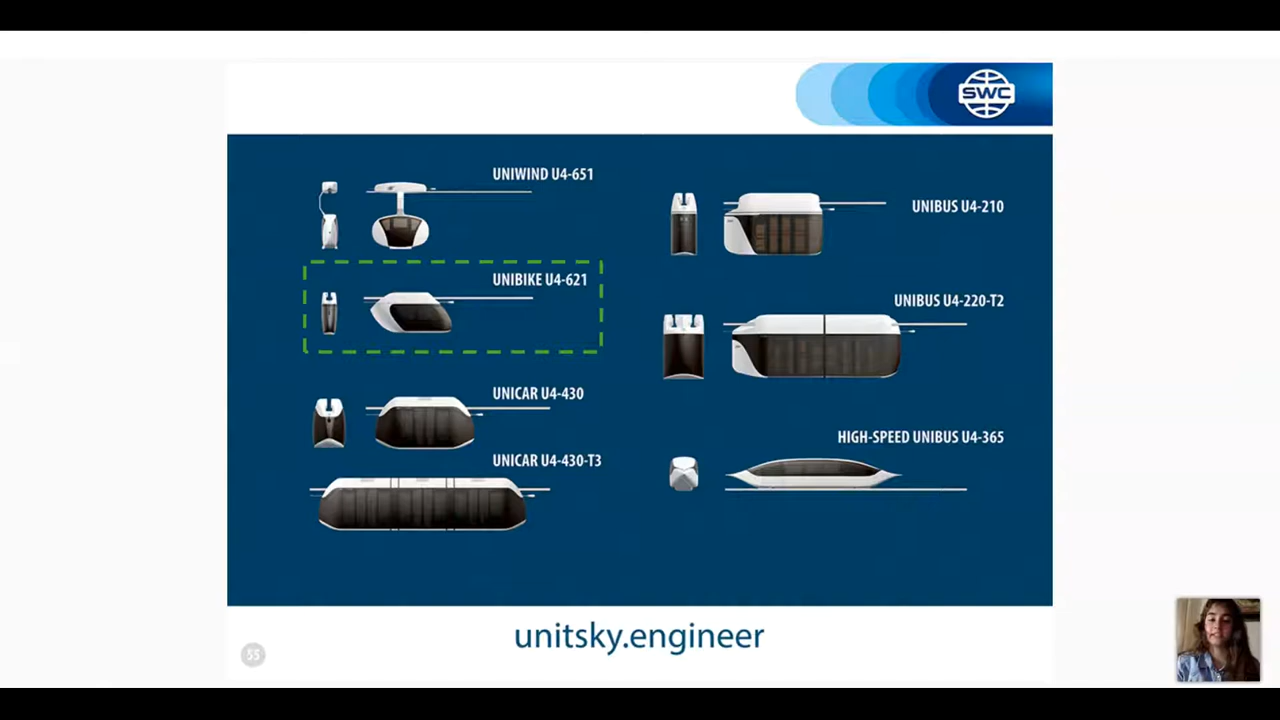 SWC
UNIWIND U4-651
UNIBIKE U4-621
UNICAR U4-430
UNICAR U4-430-T3
UNIBUS U4-210
UNIBUS U4-220-T2
HIGH-SPEED UNIBUS U4-365
unitsky.engineer
55